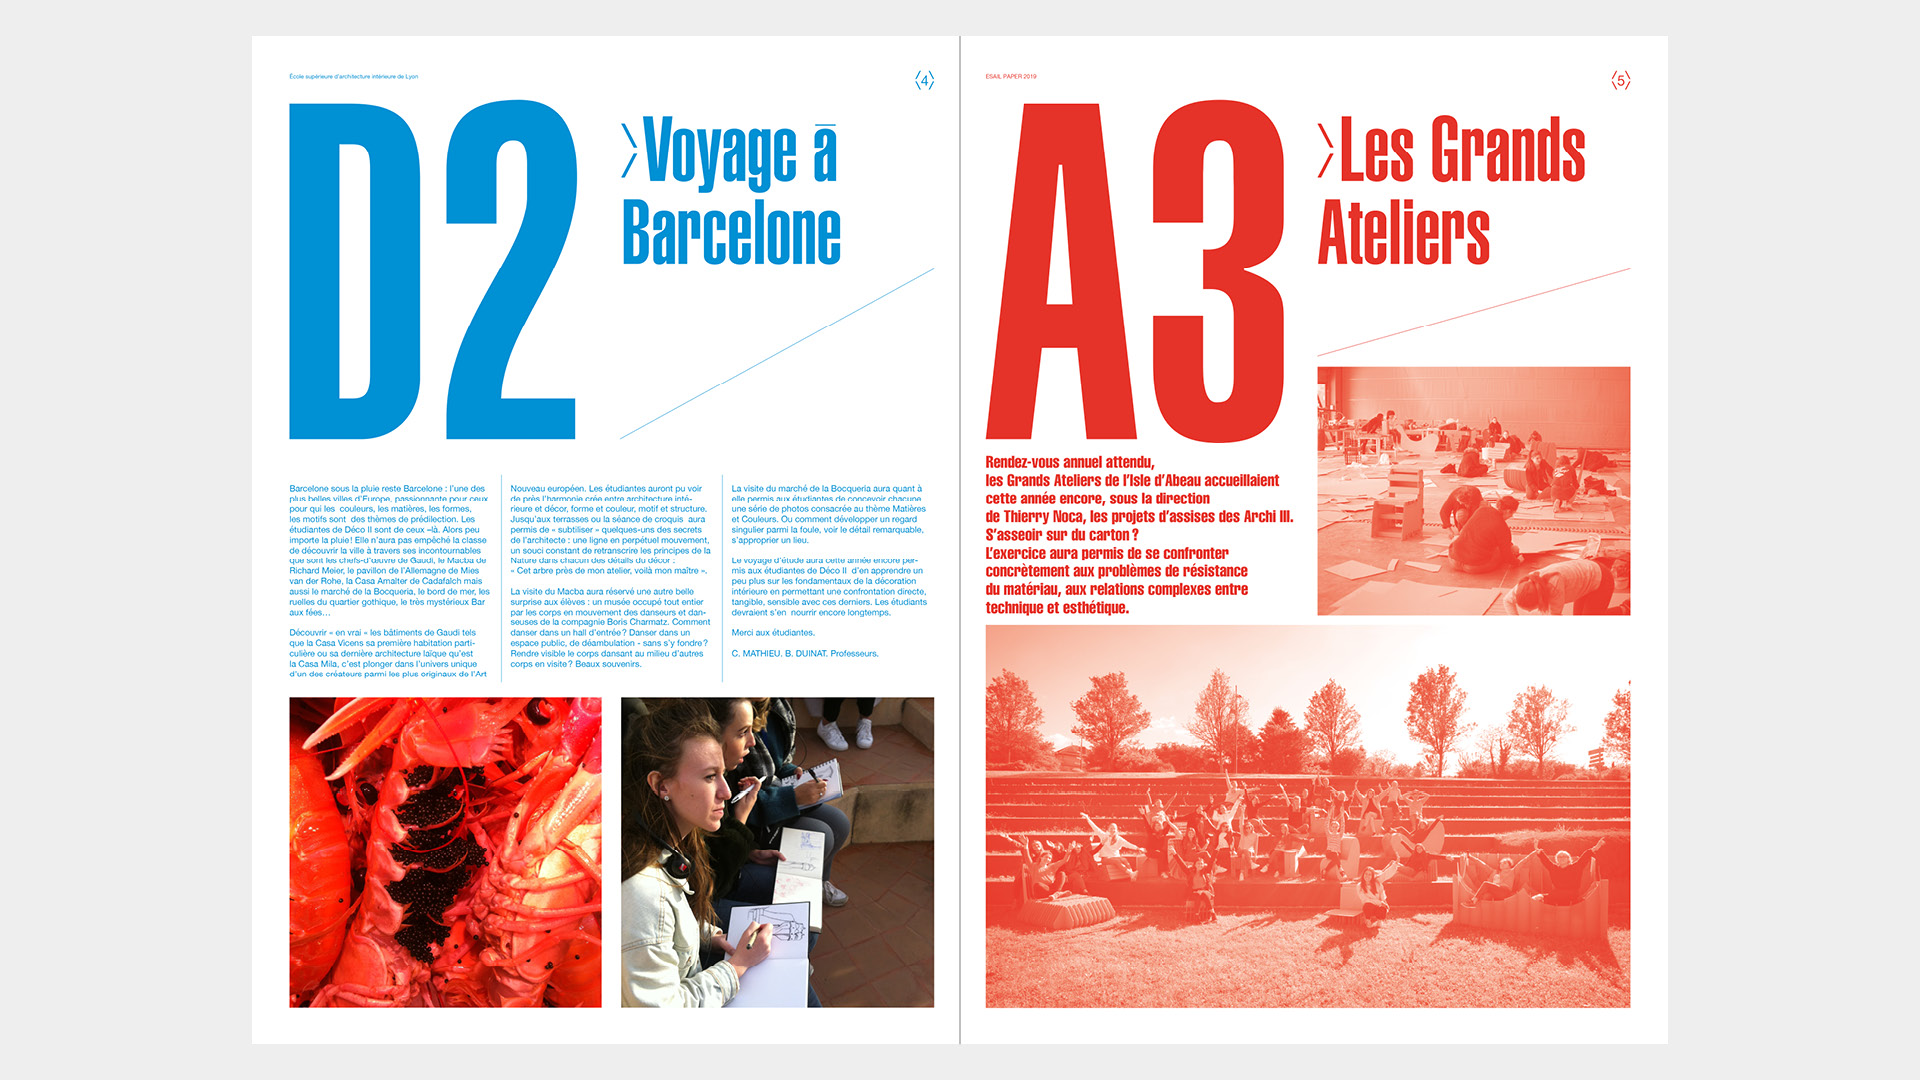 École supérieure d'architecture intérieure de Lyon
4
D2
Voyage ā
Barcelone
Barcelone sous la pluie reste Barcelone : l'une des
plus belles villes d'Europe, passionnante pour ceux
pour qui les couleurs, les matières, les formes,
les motifs sont des thèmes de prédilection. Les
étudiantes de Déco II sont de ceux –là. Alors peu
importe la pluie! Elle n'aura pas empêché la classe
de découvrir la ville à travers ses incontournables
que sont les chefs-d'œuvre de Gaudi, le Macba de
Richard Meier, le pavillon de l'Allemagne de Mies
van der Rohe, la Casa Amalter de Cadafalch mais
aussi le marché de la Bocqueria, le bord de mer, les
ruelles du quartier gothique, le très mystérieux Bar
aux fées…
Découvrir « en vrai « les bâtiments de Gaudi tels
que la Casa Vicens sa première habitation parti-
culière ou sa dernière architecture laïque qu'est
la Casa Mila, c'est plonger dans l'univers unique
d'un des créateurs parmi les plus originaux de l'Art
Nouveau européen. Les étudiantes auront pu voir
de près l'harmonie crée entre architecture inté-
rieure et décor, forme et couleur, motif et structure.
Jusqu'aux terrasses ou la séance de croquis aura
permis de « subtiliser » quelques-uns des secrets
de l'architecte : une ligne en perpétuel mouvement,
un souci constant de retranscrire les principes de la
Nature dans chacun des détails du décor :
« Cet arbre près de mon atelier, voilà mon maître ».
La visite du Macba aura réservé une autre belle
surprise aux élèves : un musée occupé tout entier
par les corps en mouvement des danseurs et dan-
seuses de la compagnie Boris Charmatz. Comment
danser dans un hall d'entrée? Danser dans un
espace public, de déambulation - sans s'y fondre?
Rendre visible le corps dansant au milieu d'autres
corps en visite? Beaux souvenirs.
La visite du marché de la Bocqueria aura quant à
elle permis aux étudiantes de concevoir chacune
une série de photos consacrée au thème Matières
et Couleurs. Ou comment développer un regard
singulier parmi la foule, voir le détail remarquable,
s'approprier un lieu.
Le voyage d'étude aura cette année encore per-
mis aux étudiantes de Déco II d'en apprendre un
peu plus sur les fondamentaux de la décoration
intérieure en permettant une confrontation directe,
tangible, sensible avec ces derniers. Les étudiants
devraient s'en nourrir encore longtemps.
Merci aux étudiantes.
C. MATHIEU. B. DUINAT. Professeurs.
ESAIL PAPER 2019
5
A3
Les Grands
Ateliers
Rendez-vous annuel attendu,
les Grands Ateliers de l'Isle d'Abeau accueillaient
cette année encore, sous la direction
de Thierry Noca, les projets d'assises des Archi III.
S'asseoir sur du carton ?
L'exercice aura permis de se confronter
concrètement aux problèmes de résistance
du matériau, aux relations complexes entre
technique et esthétique.